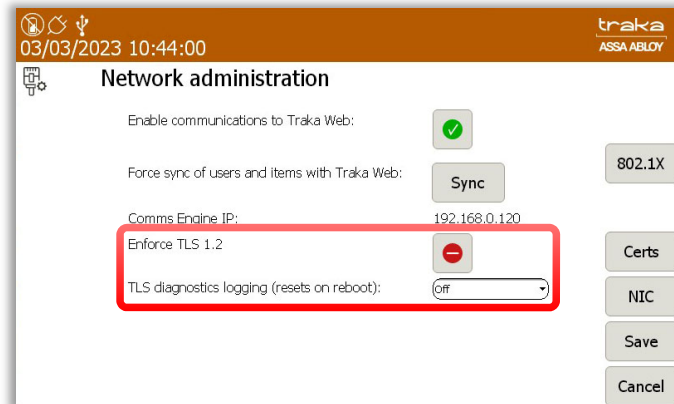 traka
03/03/2023 10:44:00
ASSA ABLOY
Network administration
Enable communications to Traka Web:
802.1X
Force sync of users and items with Traka Web:
Sync
Comms Engine IP:
192.168.0.120
Enforce TLS 1.2
Certs
TLS diagnostics logging (resets on reboot):
Off
NIC
Save
Cancel